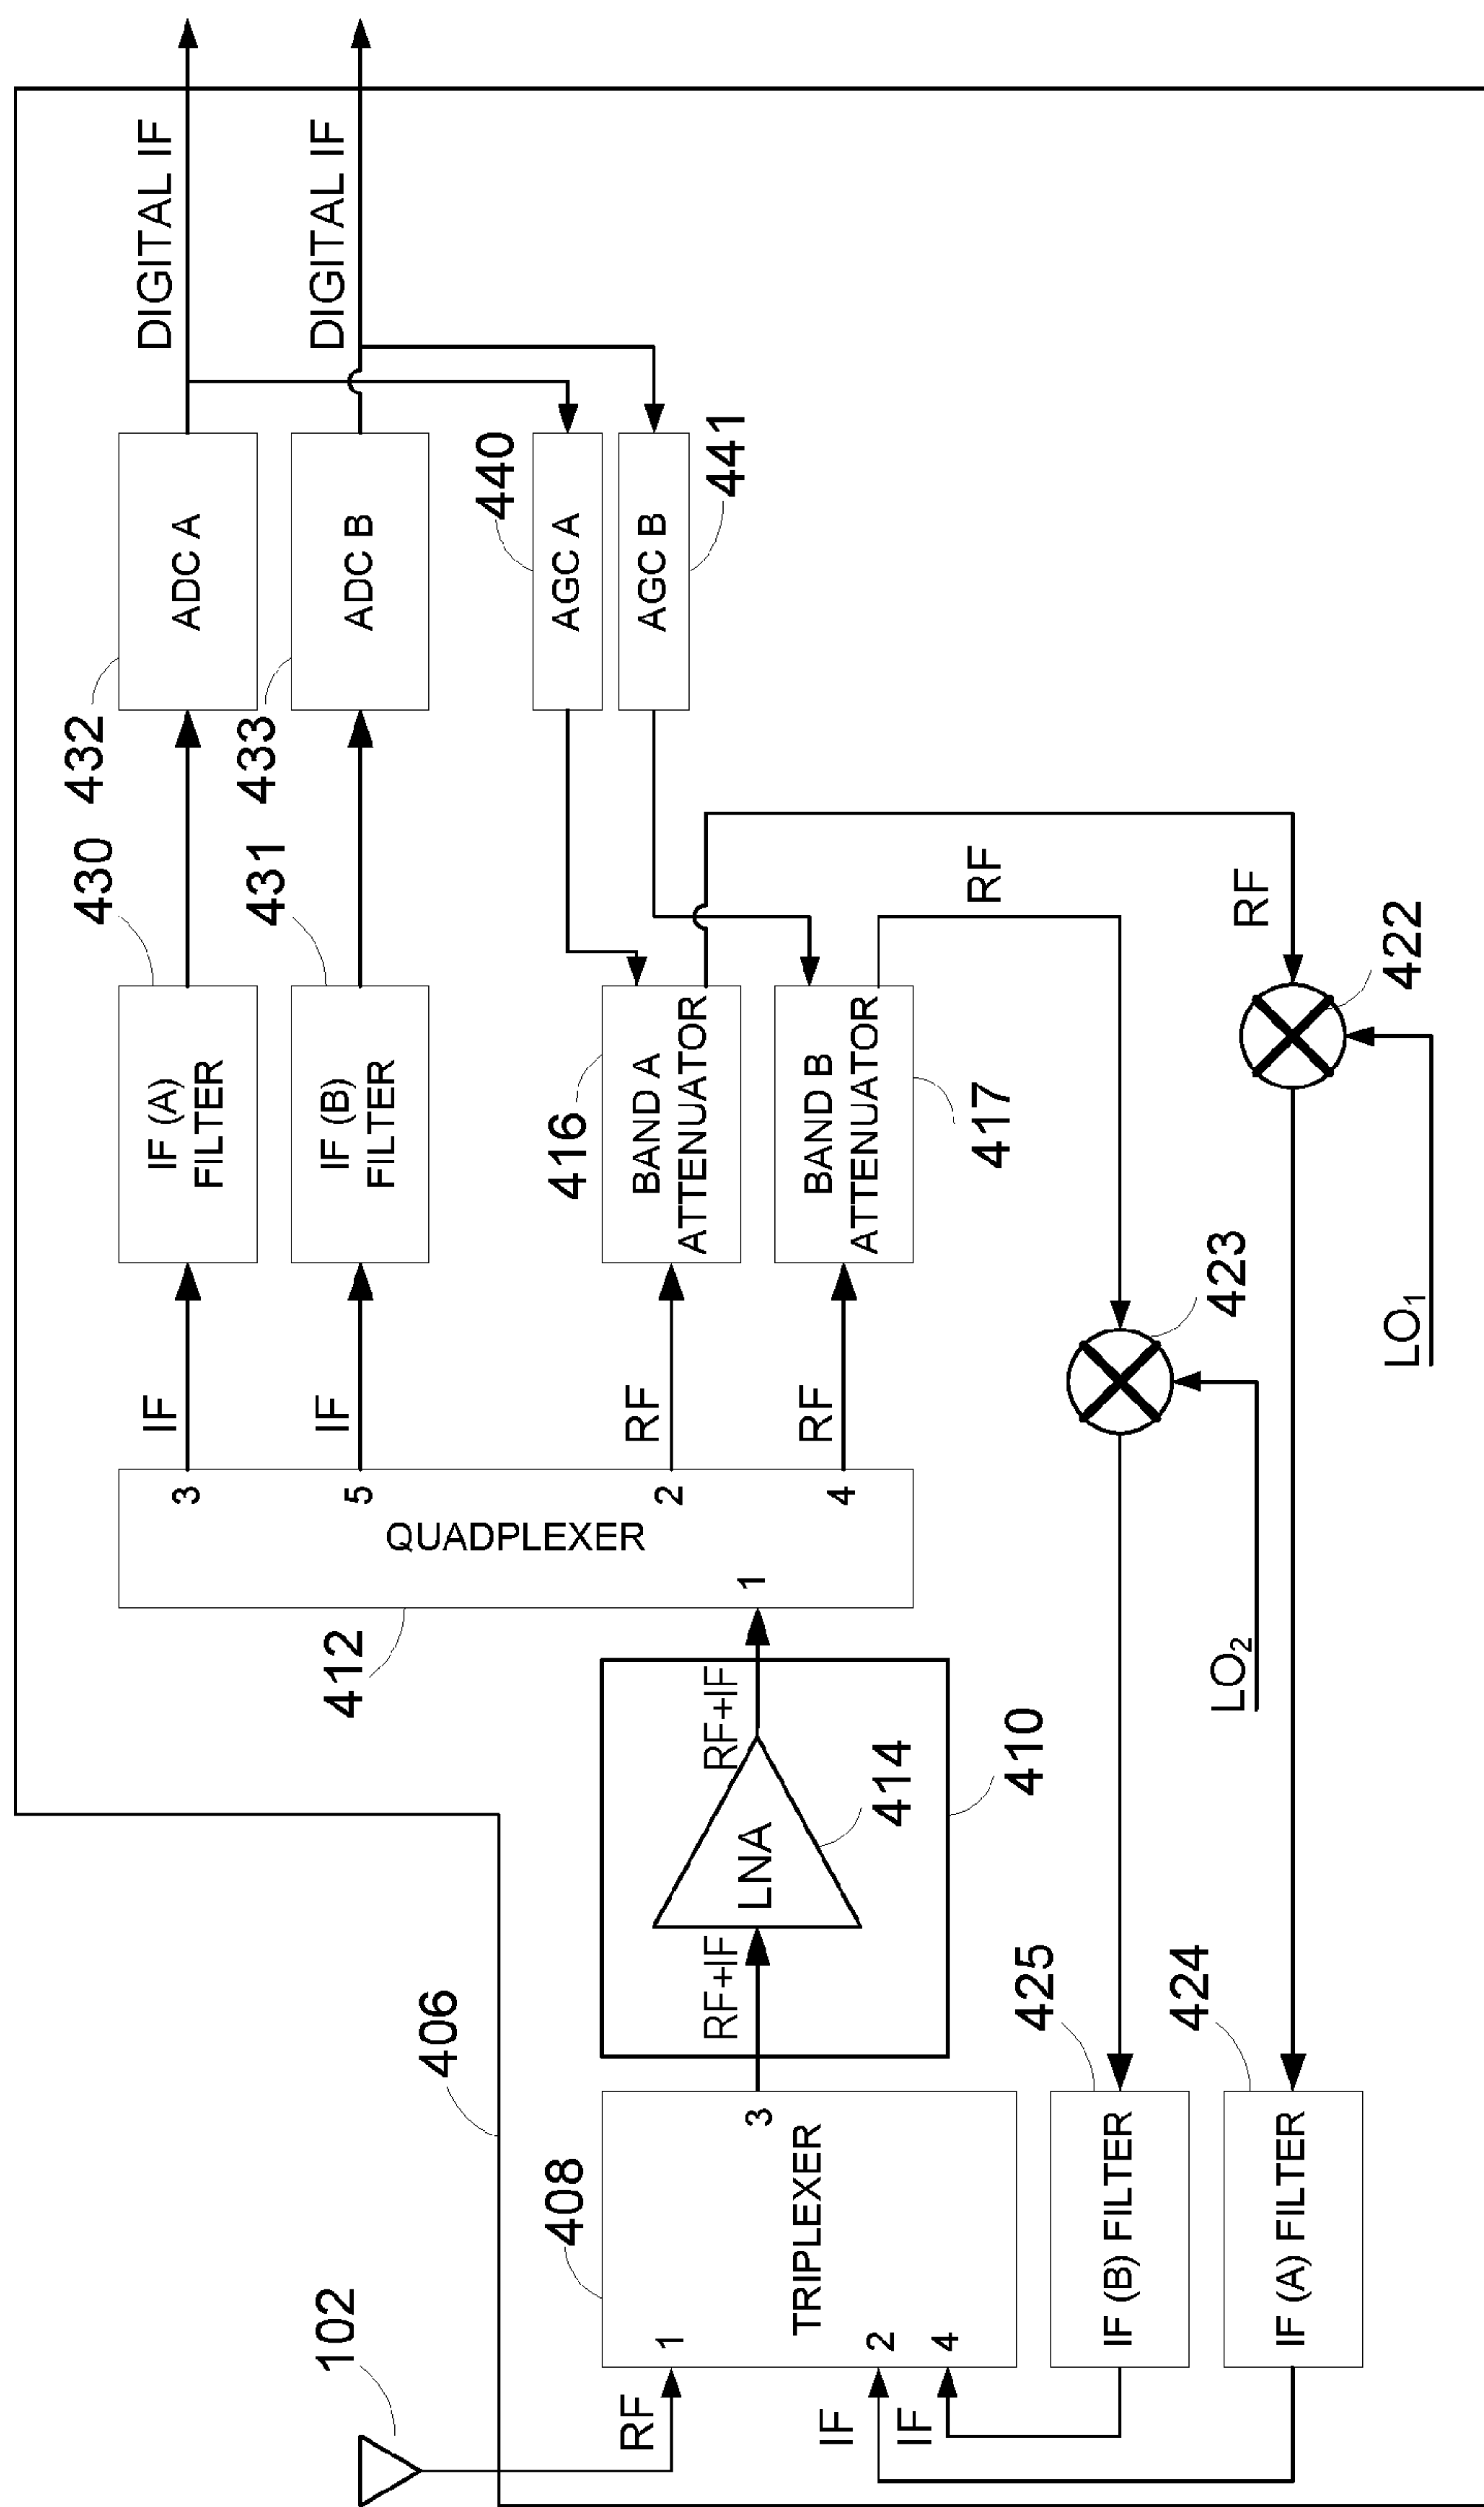 102
RF
406
408
TRIPLEXER
1
2
3
4
IF
IF
RF+IF
LNA
RF+IF
414
410
412
QUADPLEXER
1
3
5
2
4
IF
IF
RF
RF
430
IF (A)
FILTER
431
IF (B)
FILTER
416
BAND A
ATTENUATOR
BAND B
ATTENUATOR
417
432
ADC A
433
ADC B
440
AGC A
AGC B
441
DIGITAL IF
DIGITAL IF
RF
RF
423
422
LO2
LO1
425
IF (B) FILTER
424
IF (A) FILTER